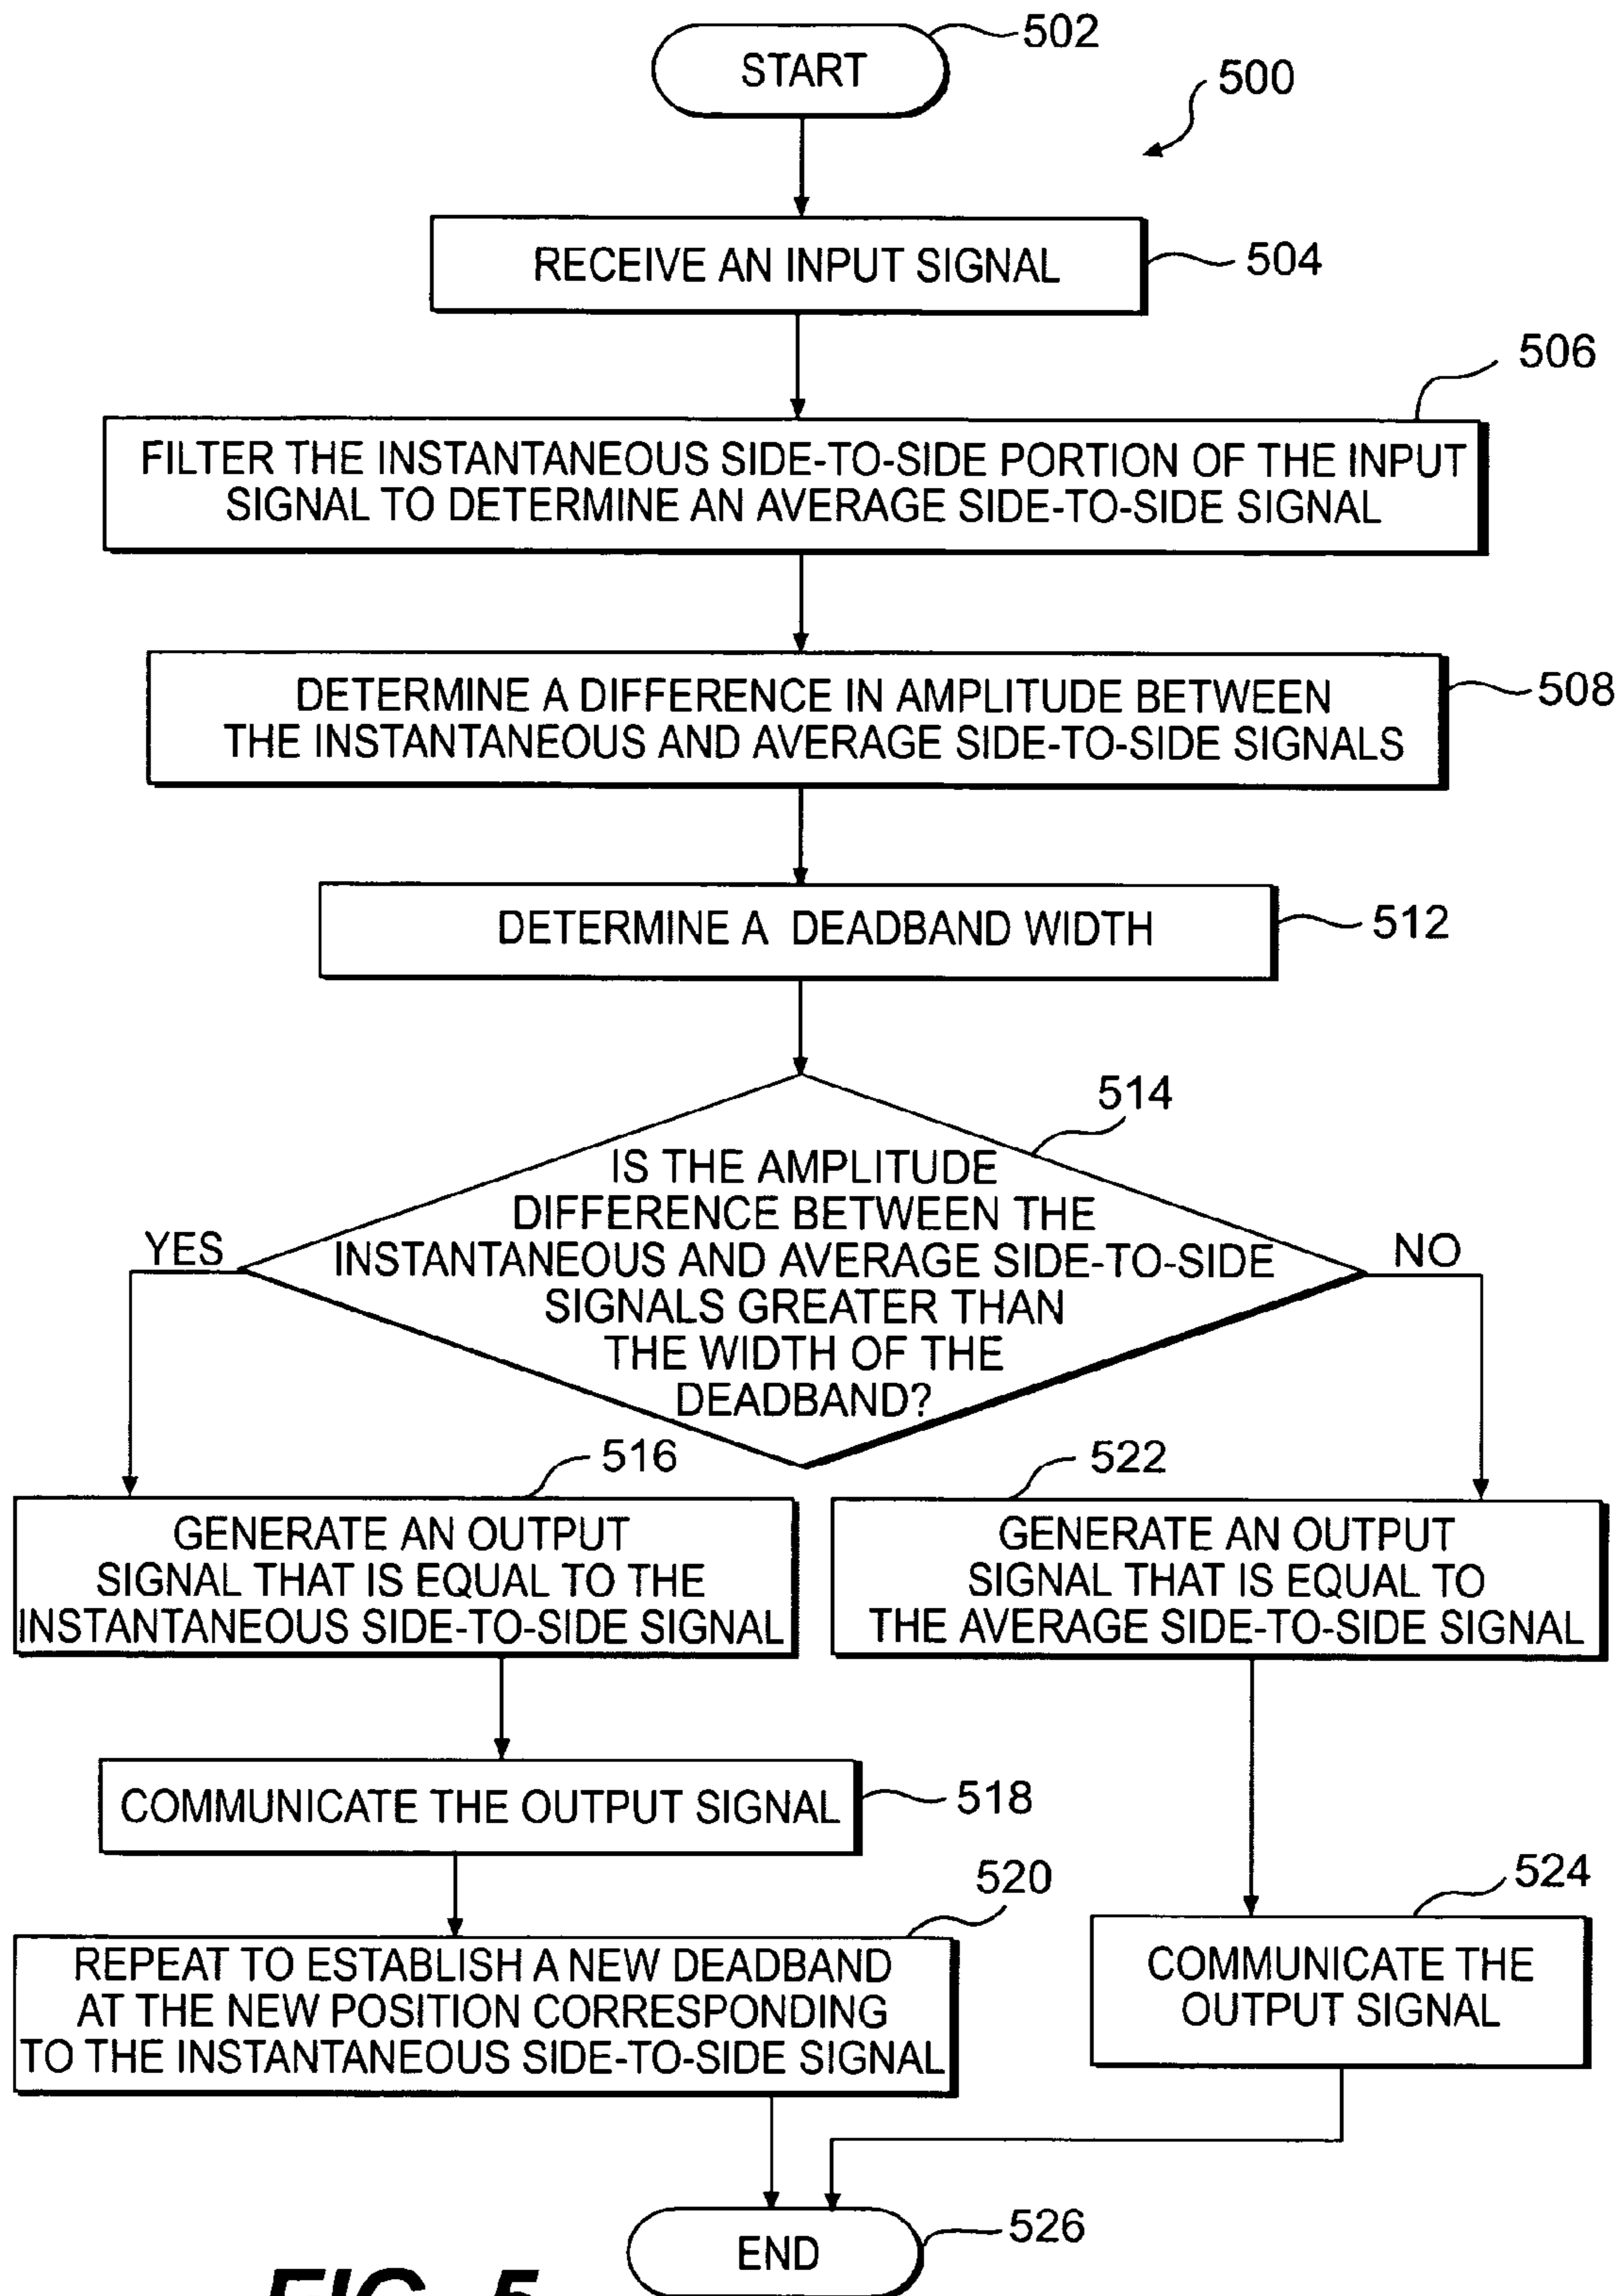 502
START
500
RECEIVE AN INPUT SIGNAL
504
506
FILTER THE INSTANTANEOUS SIDE-TO-SIDE PORTION OF THE INPUT
SIGNAL TO DETERMINE AN AVERAGE SIDE-TO-SIDE SIGNAL
DETERMINE A DIFFERENCE IN AMPLITUDE BETWEEN
THE INSTANTANEOUS AND AVERAGE SIDE-TO-SIDE SIGNALS
508
DETERMINE A DEADBAND WIDTH
512
514
IS THE AMPLITUDE
DIFFERENCE BETWEEN THE
INSTANTANEOUS AND AVERAGE SIDE-TO-SIDE
SIGNALS GREATER THAN
THE WIDTH OF THE
DEADBAND?
YES
NO
516
GENERATE AN OUTPUT
SIGNAL THAT IS EQUAL TO THE
INSTANTANEOUS SIDE-TO-SIDE SIGNAL
522
GENERATE AN OUTPUT
SIGNAL THAT IS EQUAL TO
THE AVERAGE SIDE-TO-SIDE SIGNAL
COMMUNICATE THE OUTPUT SIGNAL
518
520
REPEAT TO ESTABLISH A NEW DEADBAND
AT THE NEW POSITION CORRESPONDING
TO THE INSTANTANEOUS SIDE-TO-SIDE SIGNAL
524
COMMUNICATE THE
OUTPUT SIGNAL
END
526
FIG. 5